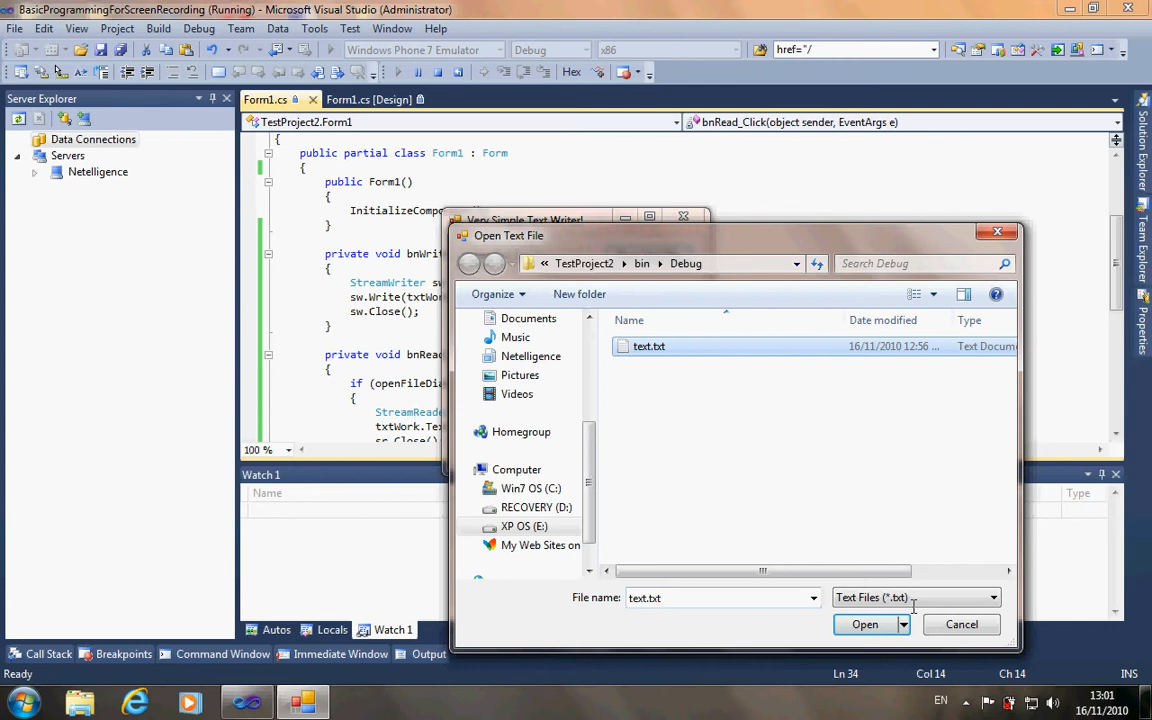 BasicProgrammingForScreenRecording (Running) - Microsoft Visual Studio (Administrator)
File Edit View Project Build Debug Team Data Tools Test Window Help
Windows Phone 7 Emulator Debug x86 href="/
Hex
Server Explorer
Data Connections
Servers
Netelligence
Form1.cs Form1.cs [Design]
TestProject2.Form1 bnRead_Click(object sender, EventArgs e)
{
public partial class Form1 : Form
{
public Form1()
{
InitializeCompo
}
private void bnWri
{
StreamWriter sw
sw.Write(txtWor
sw.Close();
}
private void bnRea
{
if (openFileDia
{
StreamReade
txtWork.Tex
sr.Close()
100 %
Very Simple Text Writer!
Open Text File
« TestProject2 bin Debug
Search Debug
Organize New folder
Documents
Music
Netelligence
Pictures
Videos
Homegroup
Computer
Win7 OS (C:)
RECOVERY (D:)
XP OS (E:)
My Web Sites on
Name Date modified Type
text.txt 16/11/2010 12:56 ... Text Docum
File name: text.txt Text Files (*.txt)
Open Cancel
Watch 1
Name Type
Autos Locals Watch 1
Call Stack Breakpoints Command Window Immediate Window Output
Ready Ln 34 Col 14 Ch 14 INS
Solution Explorer
Team Explorer
Properties
EN 13:01
16/11/2010